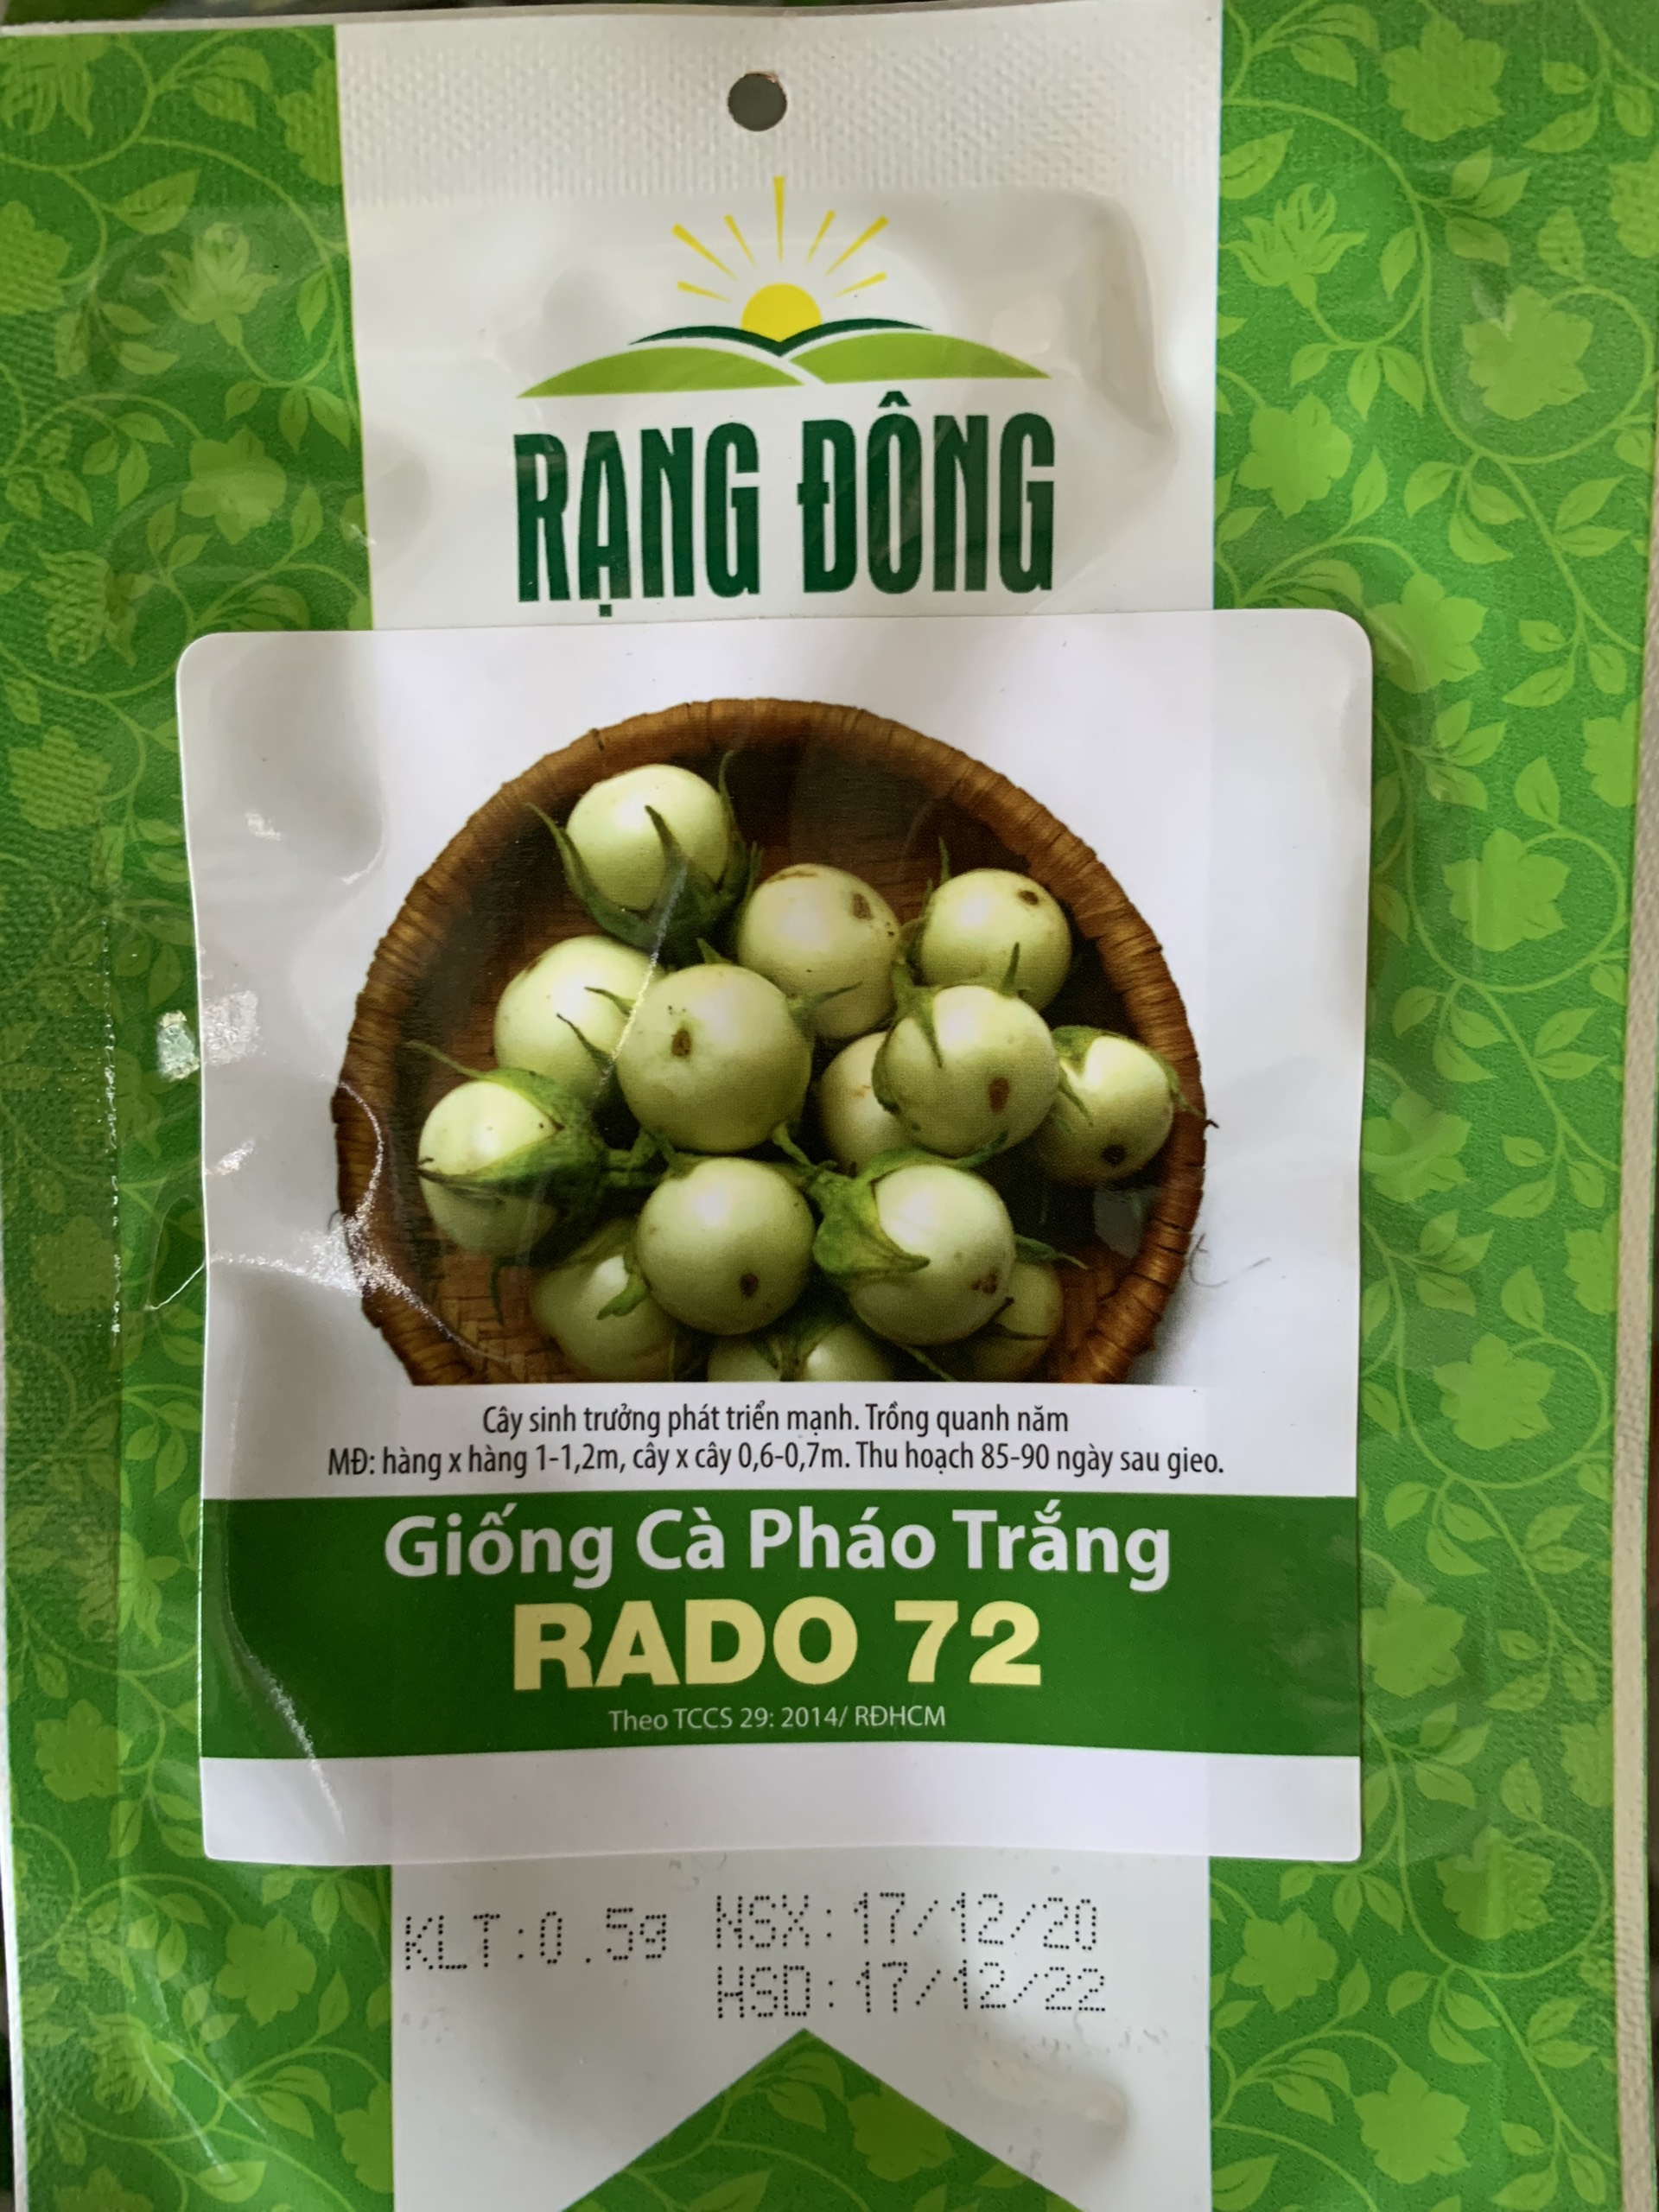 RẠNG ĐÔNG
Cây sinh trưởng phát triển mạnh. Trồng quanh năm
MĐ: hàng x hàng 1-1,2m, cây x cây 0,6-0,7m. Thu hoạch 85-90 ngày sau gieo.
Giống Cà Pháo Trắng
RADO 72
Theo TCCS 29: 2014/ RĐHCM
KLT:0.5g NSX:17/12/20
HSD:17/12/22